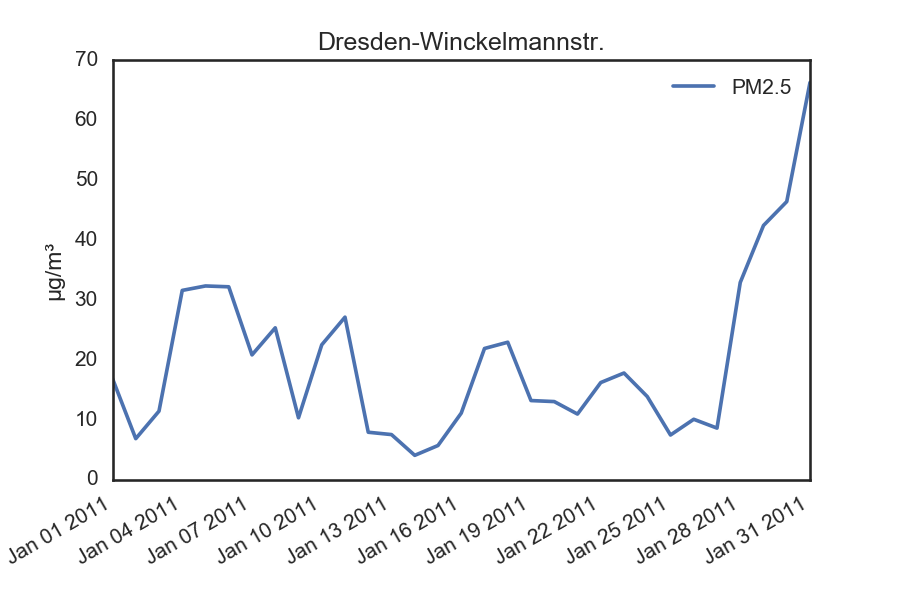 Dresden-Winckelmannstr.
70
60
50
40
30
20
10
0
µg/m³
PM2.5
Jan 01 2011
Jan 04 2011
Jan 07 2011
Jan 10 2011
Jan 13 2011
Jan 16 2011
Jan 19 2011
Jan 22 2011
Jan 25 2011
Jan 28 2011
Jan 31 2011